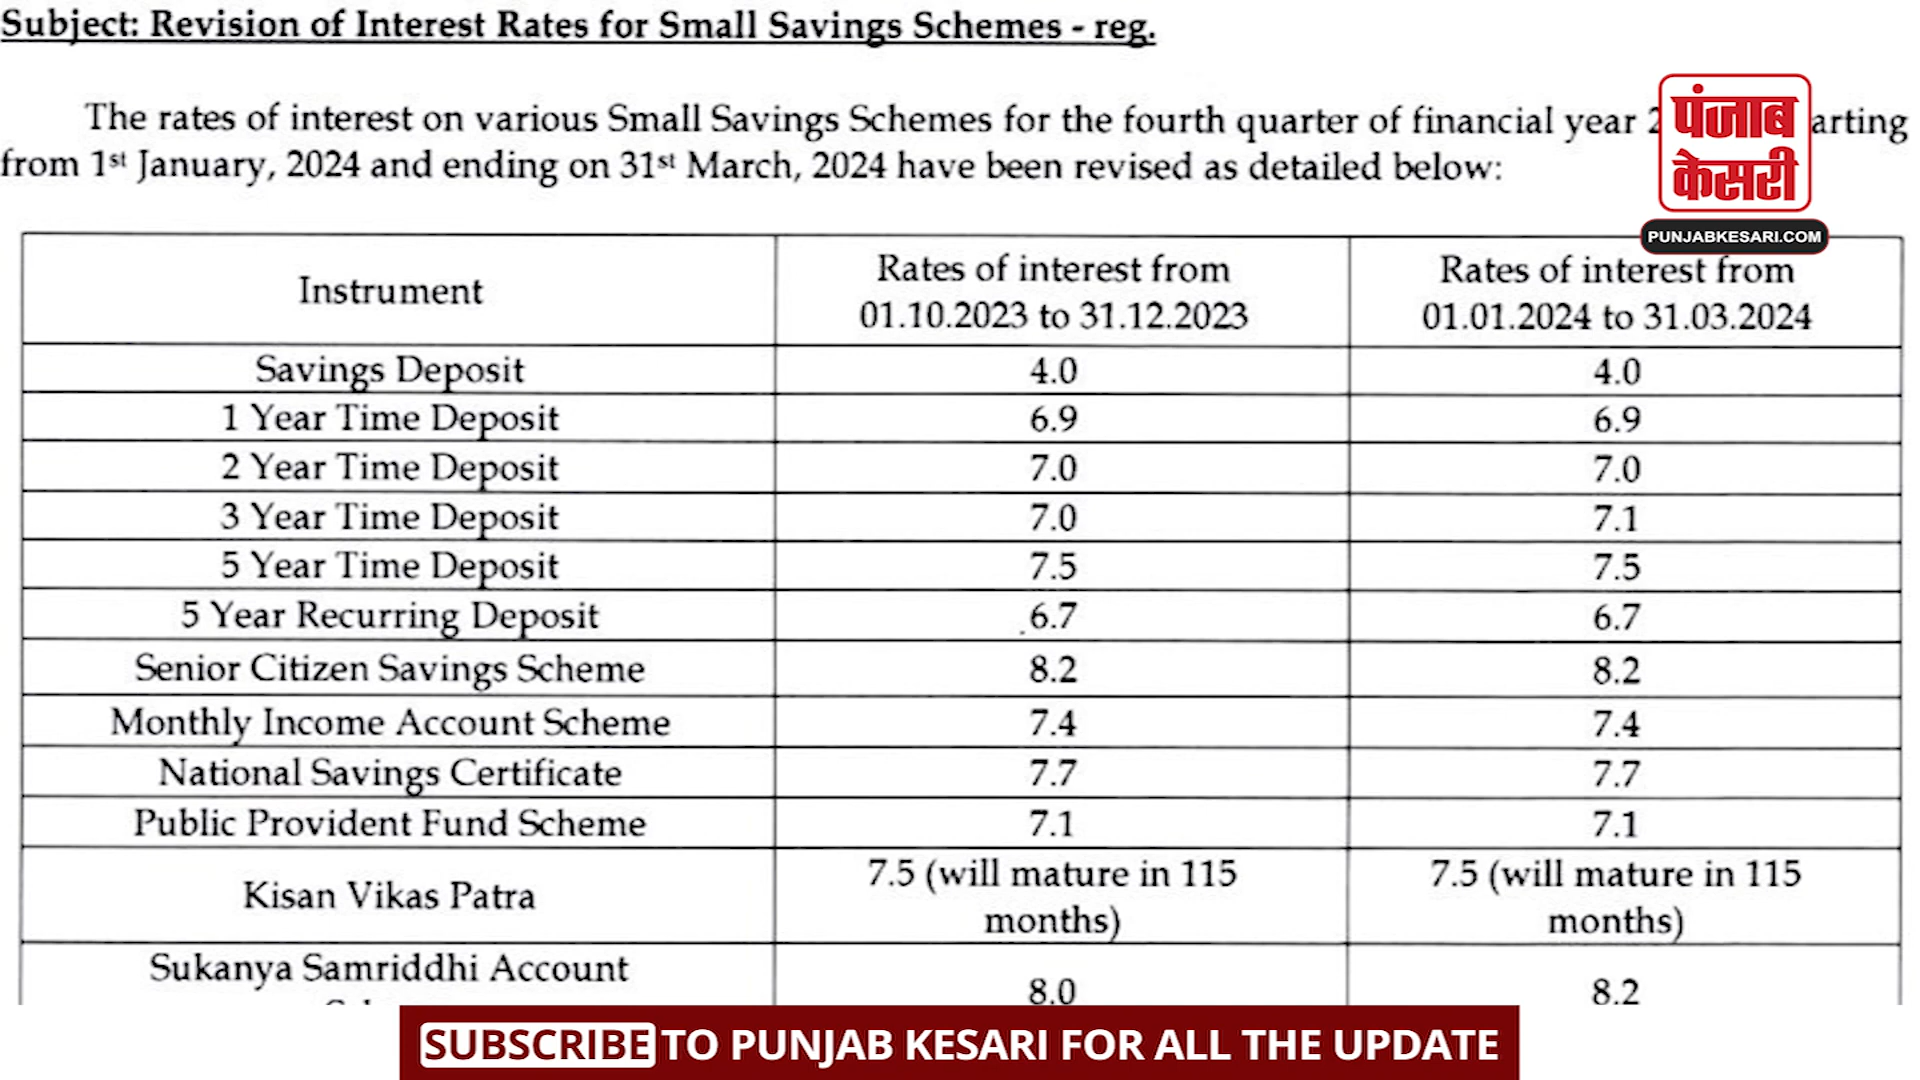 Subject: Revision of Interest Rates for Small Savings Schemes - reg.
The rates of interest on various Small Savings Schemes for the fourth quarter of financial year
from 1st January, 2024 and ending on 31st March, 2024 have been revised as detailed below:
पंजाब
केसरी
PUNJABKESARI.COM
Instrument
Rates of interest from
01.10.2023 to 31.12.2023
Rates of interest from
01.01.2024 to 31.03.2024
Savings Deposit 4.0 4.0
1 Year Time Deposit 6.9 6.9
2 Year Time Deposit 7.0 7.0
3 Year Time Deposit 7.0 7.1
5 Year Time Deposit 7.5 7.5
5 Year Recurring Deposit 6.7 6.7
Senior Citizen Savings Scheme 8.2 8.2
Monthly Income Account Scheme 7.4 7.4
National Savings Certificate 7.7 7.7
Public Provident Fund Scheme 7.1 7.1
Kisan Vikas Patra
7.5 (will mature in 115
months)
7.5 (will mature in 115
months)
Sukanya Samriddhi Account
8.0 8.2
SUBSCRIBE TO PUNJAB KESARI FOR ALL THE UPDATE